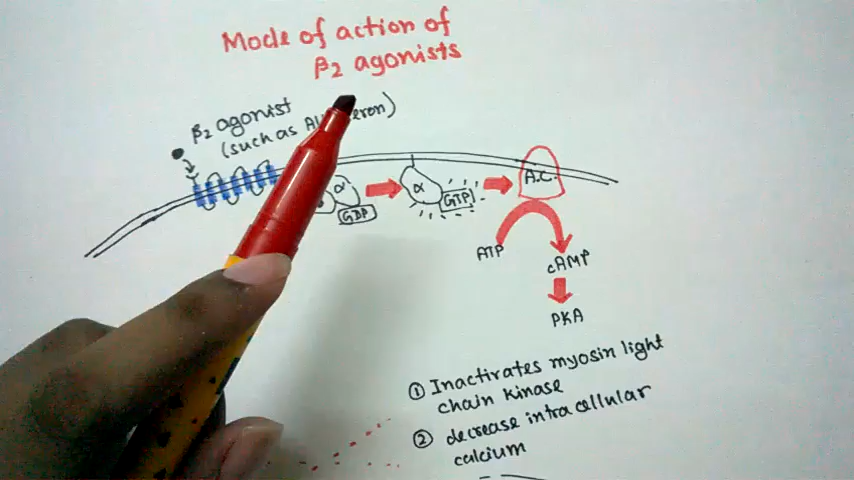 Mode of action of
β2 agonists
β2 agonist
(such as
α
GDP
α
GTP
A.C.
ATP
cAMP
PKA
① Inactivates myosin light
chain kinase
② decrease intracellular
calcium